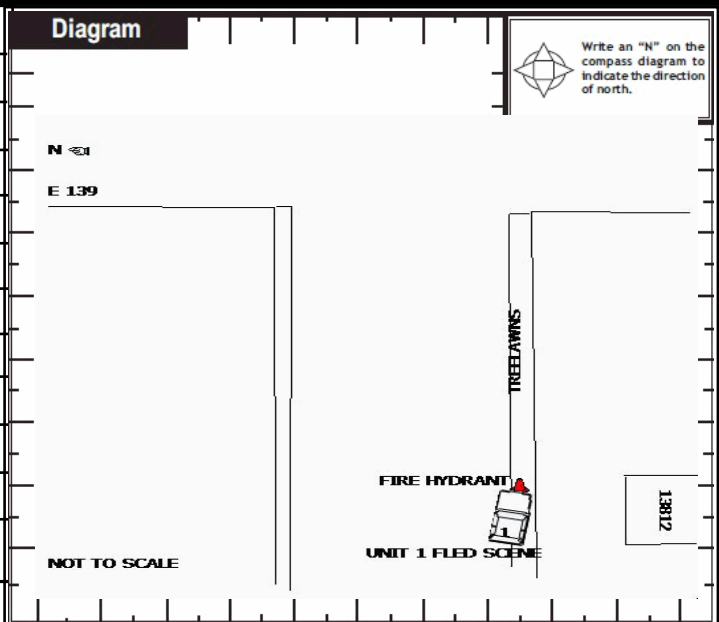 Diagram
Write an “N” on the
compass diagram to
indicate the direction
of north.
N
E 139
TREELAWNS
FIRE HYDRANT
1
13812
UNIT 1 FLED SCENE
NOT TO SCALE